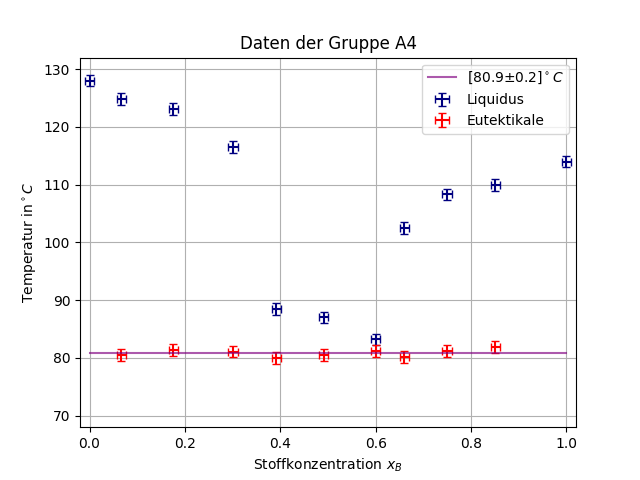 Daten der Gruppe A4
[80.9±0.2]°C
Liquidus
Eutektikale
Temperatur in °C
130
120
110
100
90
80
70
0.0 0.2 0.4 0.6 0.8 1.0
Stoffkonzentration x_B